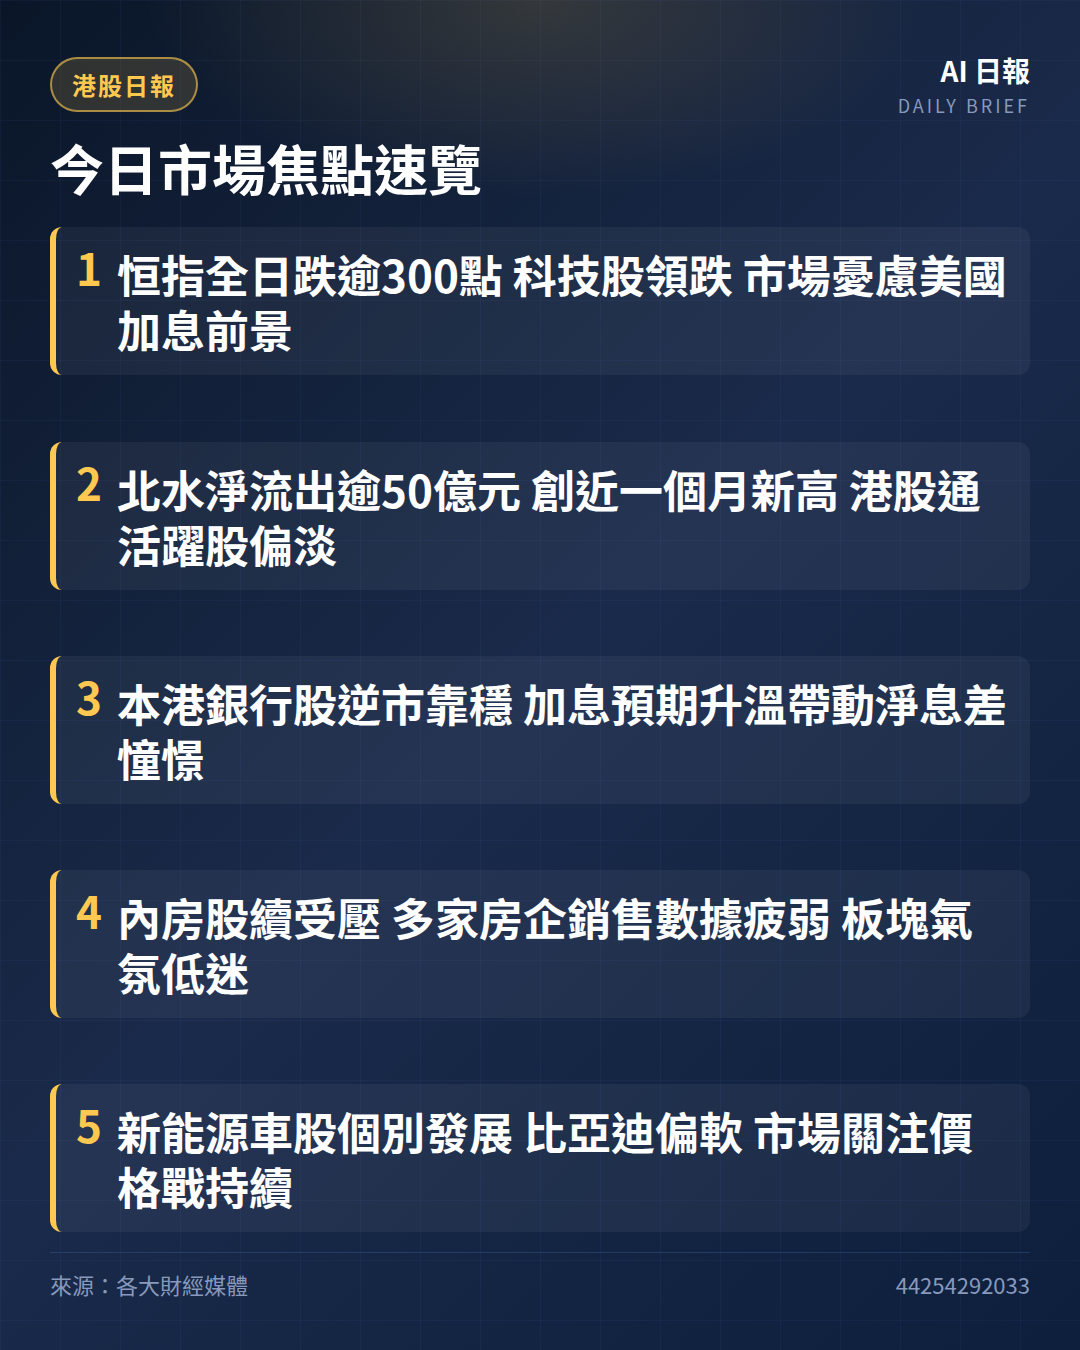 港股日報
AI 日報
DAILY BRIEF
今日市場焦點速覽
1 恒指全日跌逾300點 科技股領跌 市場憂慮美國
加息前景
2 北水淨流出逾50億元 創近一個月新高 港股通
活躍股偏淡
3 本港銀行股逆市靠穩 加息預期升溫帶動淨息差
憧憬
4 內房股續受壓 多家房企銷售數據疲弱 板塊氣
氛低迷
5 新能源車股個別發展 比亞迪偏軟 市場關注價
格戰持續
來源：各大財經媒體
44254292033